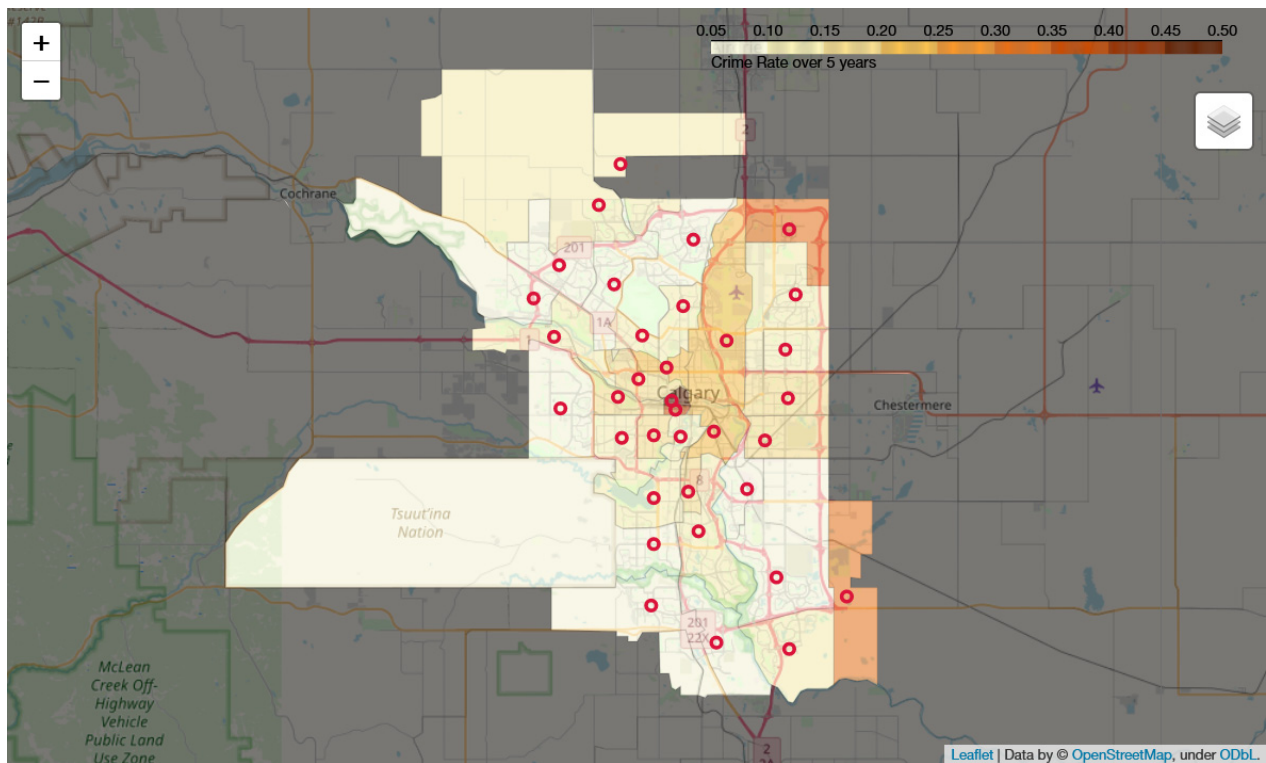 #1426
+
−
0.05 0.10 0.15 0.20 0.25 0.30 0.35 0.40 0.45 0.50
Crime Rate over 5 years
2
Cochrane
201
1A
1
Calgary
Chestermere
8
Tsuut'ina
Nation
201
22X
McLean
Creek Off-
Highway
Vehicle
Public Land
Use Zone
2
2A
Leaflet | Data by © OpenStreetMap, under ODbL.